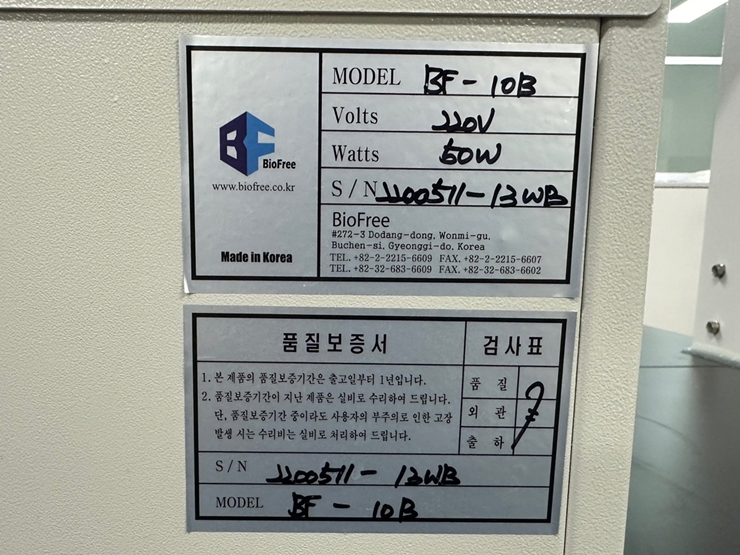 MODEL BF-10B
Volts 220V
Watts 50W
S/N 2200511-13WB
BF BioFree
www.biofree.co.kr
Made in Korea
BioFree
#272-3 Dodang-dong, Wonmi-gu,
Buchen-si, Gyeonggi-do, Korea
TEL. +82-2-2215-6609 FAX. +82-2-2215-6607
TEL. +82-32-683-6609 FAX. +82-32-683-6602
품질보증서
1. 본 제품의 품질보증기간은 출고일부터 1년입니다.
2. 품질보증기간이 지난 제품은 실비로 수리하여 드립니다.
단, 품질보증기간 중이라도 사용자의 부주의로 인한 고장
발생 시는 수리비는 실비로 처리하여 드립니다.
검사표
품 질
외 관
출 하
S/N 2200511-13WB
MODEL BF-10B